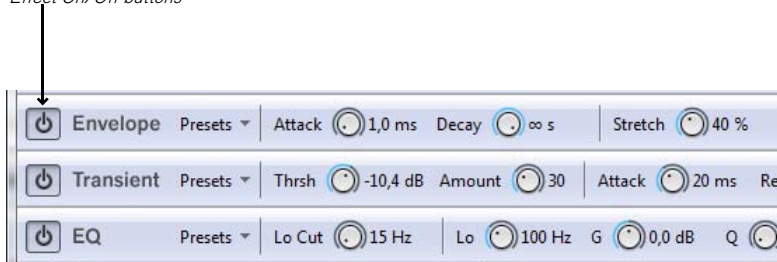 Effect On/Off buttons
Envelope Presets Attack 1,0 ms Decay ∞ s Stretch 40 %
Transient Presets Thrsh -10,4 dB Amount 30 Attack 20 ms Re
EQ Presets Lo Cut 15 Hz Lo 100 Hz G 0,0 dB Q